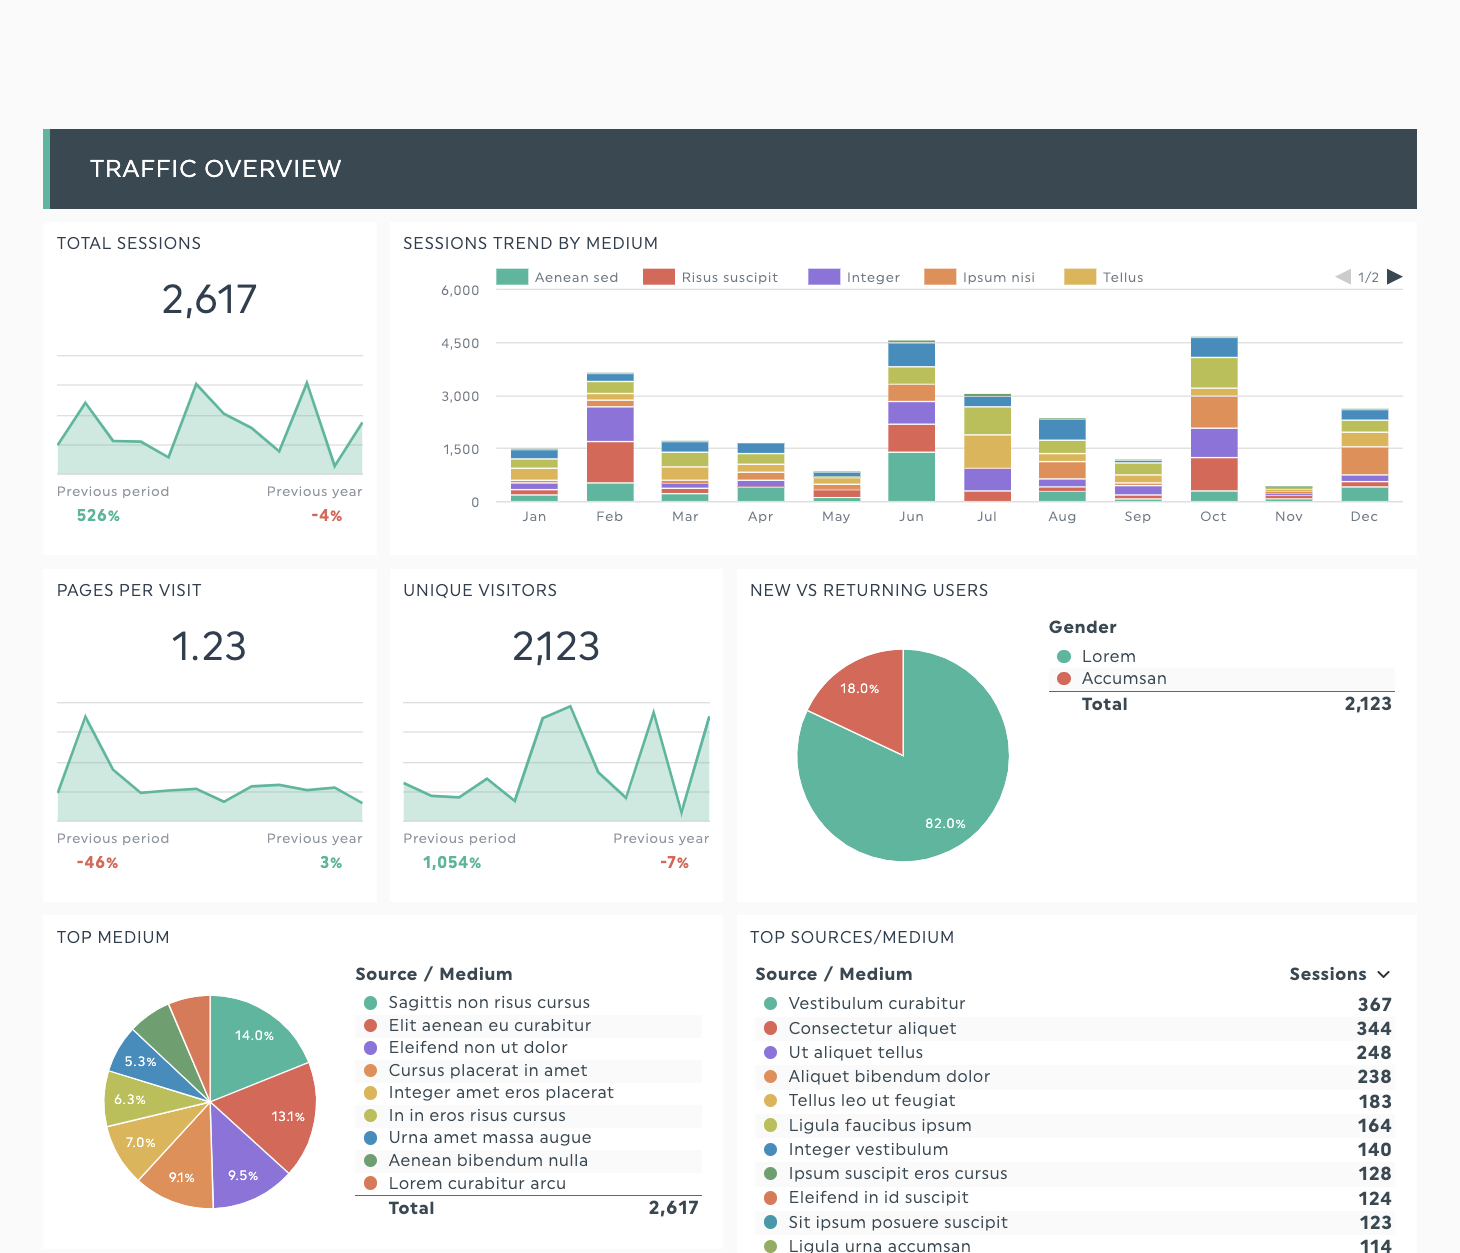 TRAFFIC OVERVIEW
TOTAL SESSIONS
2,617
Previous period Previous year
526% -4%
SESSIONS TREND BY MEDIUM
Aenean sed Risus suscipit Integer Ipsum nisi Tellus 1/2
6,000
4,500
3,000
1,500
0
Jan Feb Mar Apr May Jun Jul Aug Sep Oct Nov Dec
PAGES PER VISIT
1.23
Previous period Previous year
-46% 3%
UNIQUE VISITORS
2,123
Previous period Previous year
1,054% -7%
NEW VS RETURNING USERS
18.0%
82.0%
Gender
Lorem
Accumsan
Total 2,123
TOP MEDIUM
14.0%
13.1%
9.5%
9.1%
7.0%
6.3%
5.3%
Source / Medium
Sagittis non risus cursus
Elit aenean eu curabitur
Eleifend non ut dolor
Cursus placerat in amet
Integer amet eros placerat
In in eros risus cursus
Urna amet massa augue
Aenean bibendum nulla
Lorem curabitur arcu
Total 2,617
TOP SOURCES/MEDIUM
Source / Medium Sessions
Vestibulum curabitur 367
Consectetur aliquet 344
Ut aliquet tellus 248
Aliquet bibendum dolor 238
Tellus leo ut feugiat 183
Ligula faucibus ipsum 164
Integer vestibulum 140
Ipsum suscipit eros cursus 128
Eleifend in id suscipit 124
Sit ipsum posuere suscipit 123
Ligula urna accumsan 114